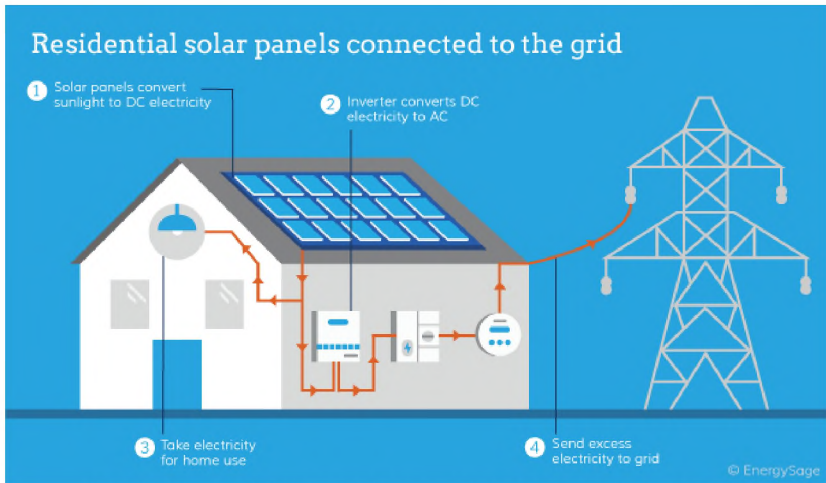 Residential solar panels connected to the grid
1 Solar panels convert
sunlight to DC electricity
2 Inverter converts DC
electricity to AC
3 Take electricity
for home use
4 Send excess
electricity to grid
© EnergySage